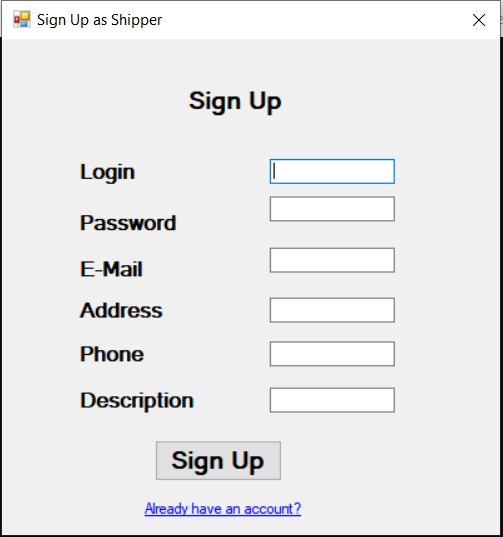 Sign Up as Shipper
Sign Up
Login
Password
E-Mail
Address
Phone
Description
Sign Up
Already have an account?